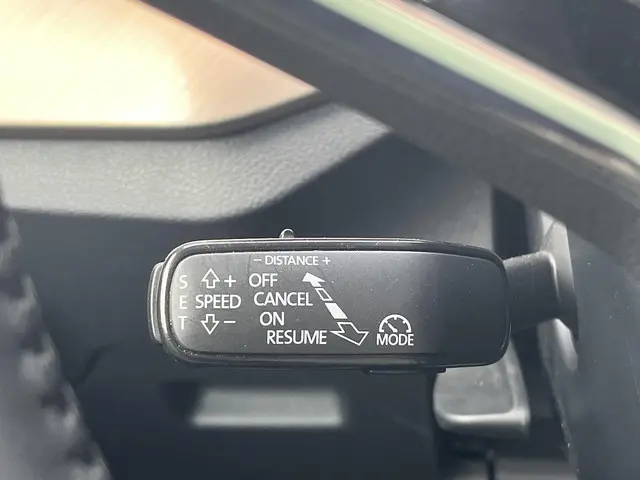 - DISTANCE +
S + OFF
E SPEED CANCEL
T - ON
RESUME MODE